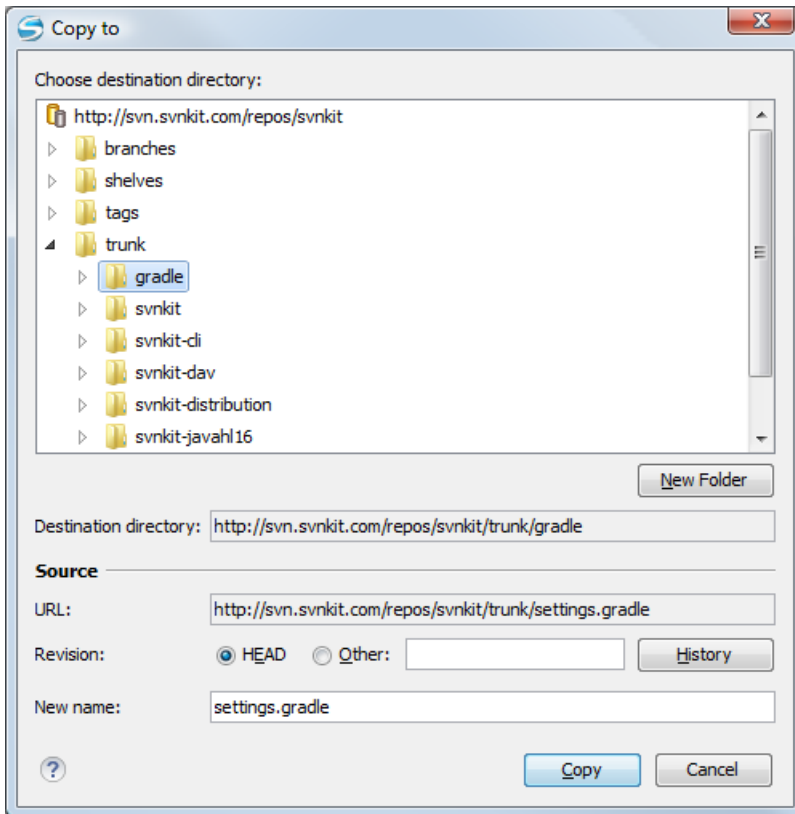 Copy to
Choose destination directory:
http://svn.svnkit.com/repos/svnkit
branches
shelves
tags
trunk
gradle
svnkit
svnkit-cli
svnkit-dav
svnkit-distribution
svnkit-javahl16
New Folder
Destination directory: http://svn.svnkit.com/repos/svnkit/trunk/gradle
Source
URL: http://svn.svnkit.com/repos/svnkit/trunk/settings.gradle
Revision: HEAD Other: History
New name: settings.gradle
? Copy Cancel